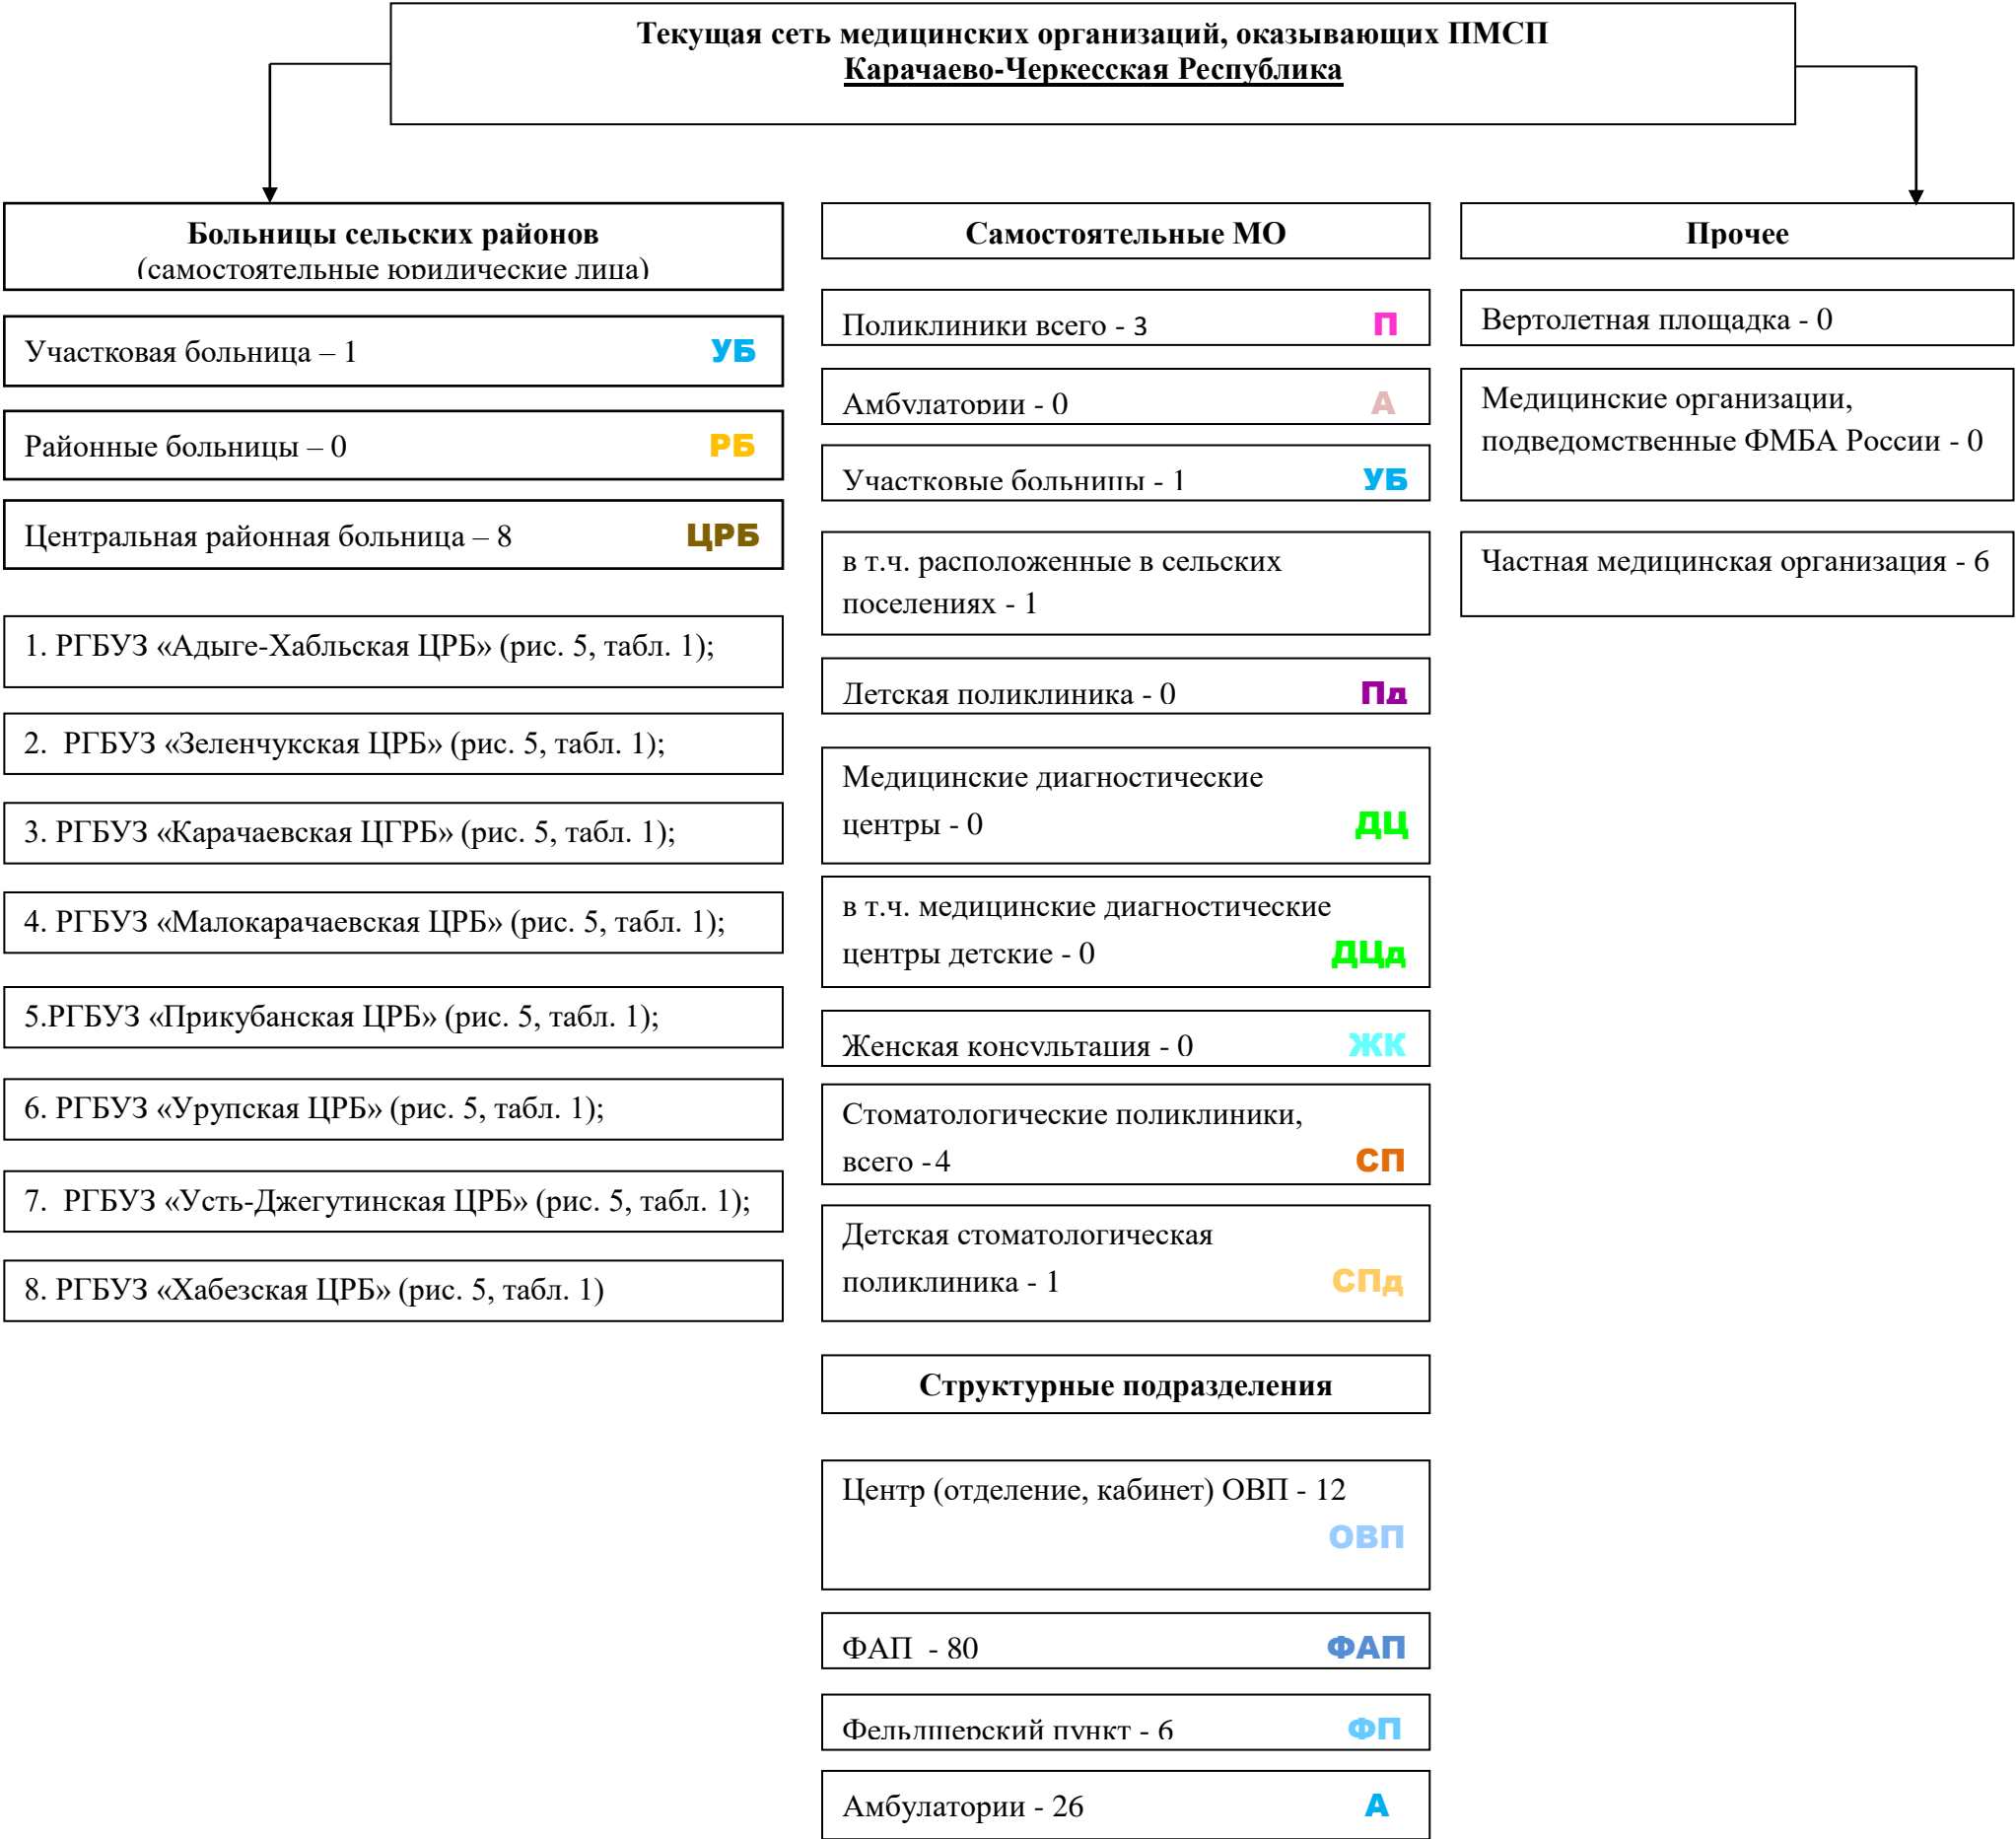 Текущая сеть медицинских организаций, оказывающих ПМСП
Карачаево-Черкесская Республика
Больницы сельских районов
(самостоятельные юридические лица)
Участковая больница – 1 УБ
Районные больницы – 0 РБ
Центральная районная больница – 8 ЦРБ
1. РГБУЗ «Адыге-Хабльская ЦРБ» (рис. 5, табл. 1);
2. РГБУЗ «Зеленчукская ЦРБ» (рис. 5, табл. 1);
3. РГБУЗ «Карачаевская ЦГРБ» (рис. 5, табл. 1);
4. РГБУЗ «Малокарачаевская ЦРБ» (рис. 5, табл. 1);
5.РГБУЗ «Прикубанская ЦРБ» (рис. 5, табл. 1);
6. РГБУЗ «Урупская ЦРБ» (рис. 5, табл. 1);
7. РГБУЗ «Усть-Джегутинская ЦРБ» (рис. 5, табл. 1);
8. РГБУЗ «Хабезская ЦРБ» (рис. 5, табл. 1)
Самостоятельные МО
Поликлиники всего - 3 П
Амбулатории - 0 А
Участковые больницы - 1 УБ
в т.ч. расположенные в сельских
поселениях - 1
Детская поликлиника - 0 Пд
Медицинские диагностические
центры - 0 ДЦ
в т.ч. медицинские диагностические
центры детские - 0 ДЦд
Женская консультация - 0 ЖК
Стоматологические поликлиники,
всего - 4 СП
Детская стоматологическая
поликлиника - 1 СПд
Структурные подразделения
Центр (отделение, кабинет) ОВП - 12
ОВП
ФАП - 80 ФАП
Фельдшерский пункт - 6 ФП
Амбулатории - 26 А
Прочее
Вертолетная площадка - 0
Медицинские организации,
подведомственные ФМБА России - 0
Частная медицинская организация - 6